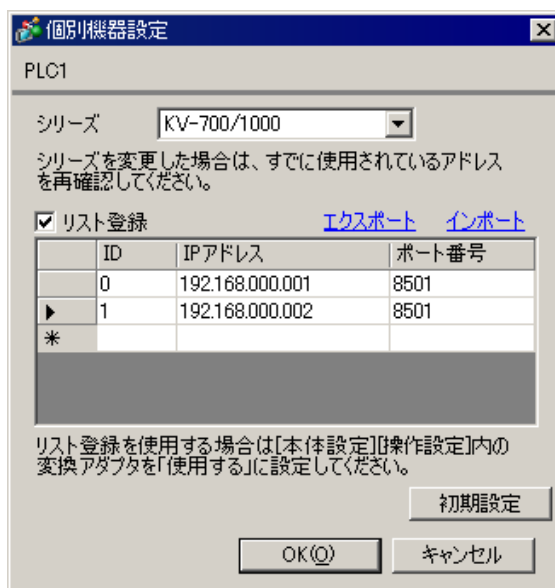 個別機器設定
PLC1
シリーズ KV-700/1000
シリーズを変更した場合は、すでに使用されているアドレス
を再確認してください。
リスト登録 エクスポート インポート
ID IPアドレス ポート番号
0 192.168.000.001 8501
1 192.168.000.002 8501
リスト登録を使用する場合は[本体設定][操作設定]内の
変換アダプタを「使用する」に設定してください。
初期設定
OK(O) キャンセル